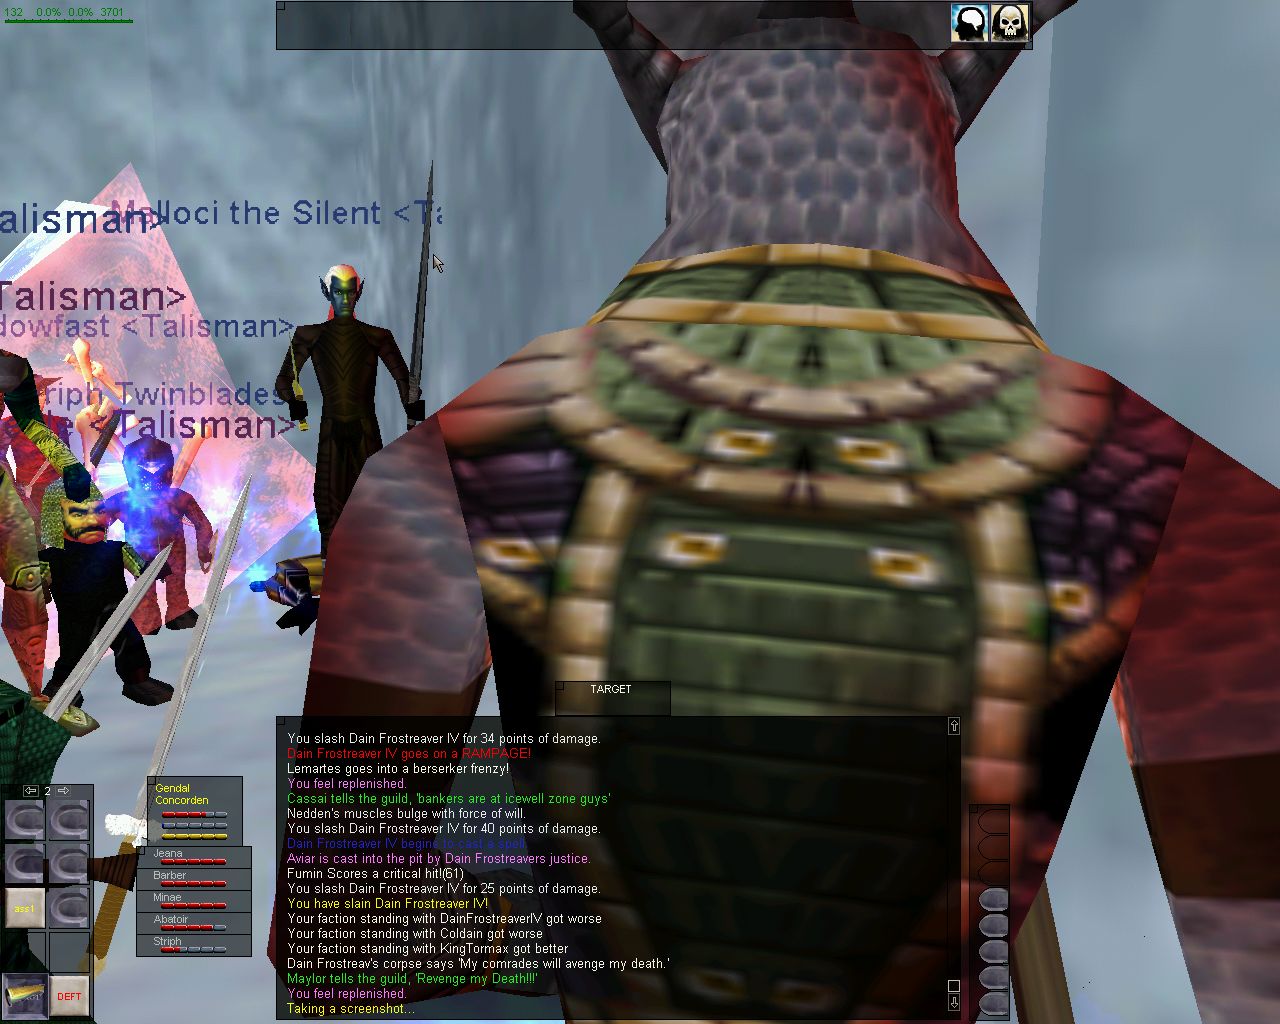 132 0.0% 0.0% 3701
alisman>
Malloci the Silent <Ta
Talisman>
dowfast <Talisman>
riph Twinblades
<Talisman>
TARGET
You slash Dain Frostreaver IV for 34 points of damage.
Dain Frostreaver IV goes on a RAMPAGE!
Lemartes goes into a berserker frenzy!
You feel replenished.
Cassai tells the guild, 'bankers are at icewell zone guys'
Nedden's muscles bulge with force of will.
You slash Dain Frostreaver IV for 40 points of damage.
Dain Frostreaver IV begins to cast a spell.
Aviar is cast into the pit by Dain Frostreavers justice.
Fumin Scores a critical hit!(61)
You slash Dain Frostreaver IV for 25 points of damage.
You have slain Dain Frostreaver IV!
Your faction standing with DainFrostreaverIV got worse
Your faction standing with Coldain got worse
Your faction standing with KingTormax got better
Dain Frostreav's corpse says 'My comrades will avenge my death.'
Maylor tells the guild, 'Revenge my Death!!!'
You feel replenished.
Taking a screenshot...
2
Gendal
Concorden
Jeana
Barber
Minae
Abatoir
Striph
ass1
DEFT